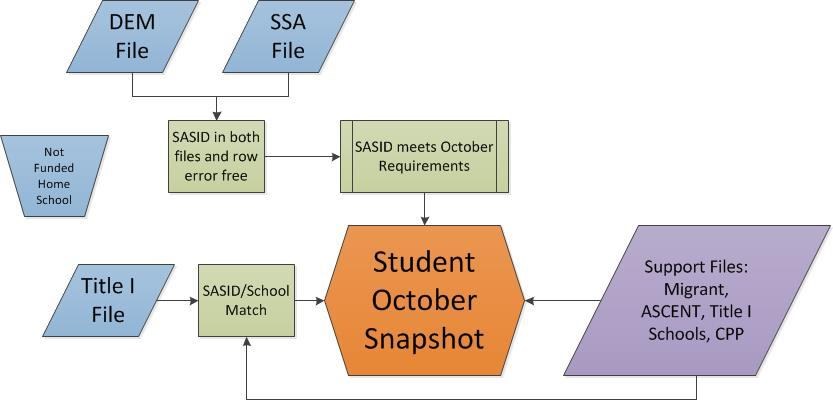 DEM
File
SSA
File
SASID in both
files and row
error free
SASID meets October
Requirements
Not
Funded
Home
School
Title I
File
SASID/School
Match
Student
October
Snapshot
Support Files:
Migrant,
ASCENT, Title I
Schools, CPP